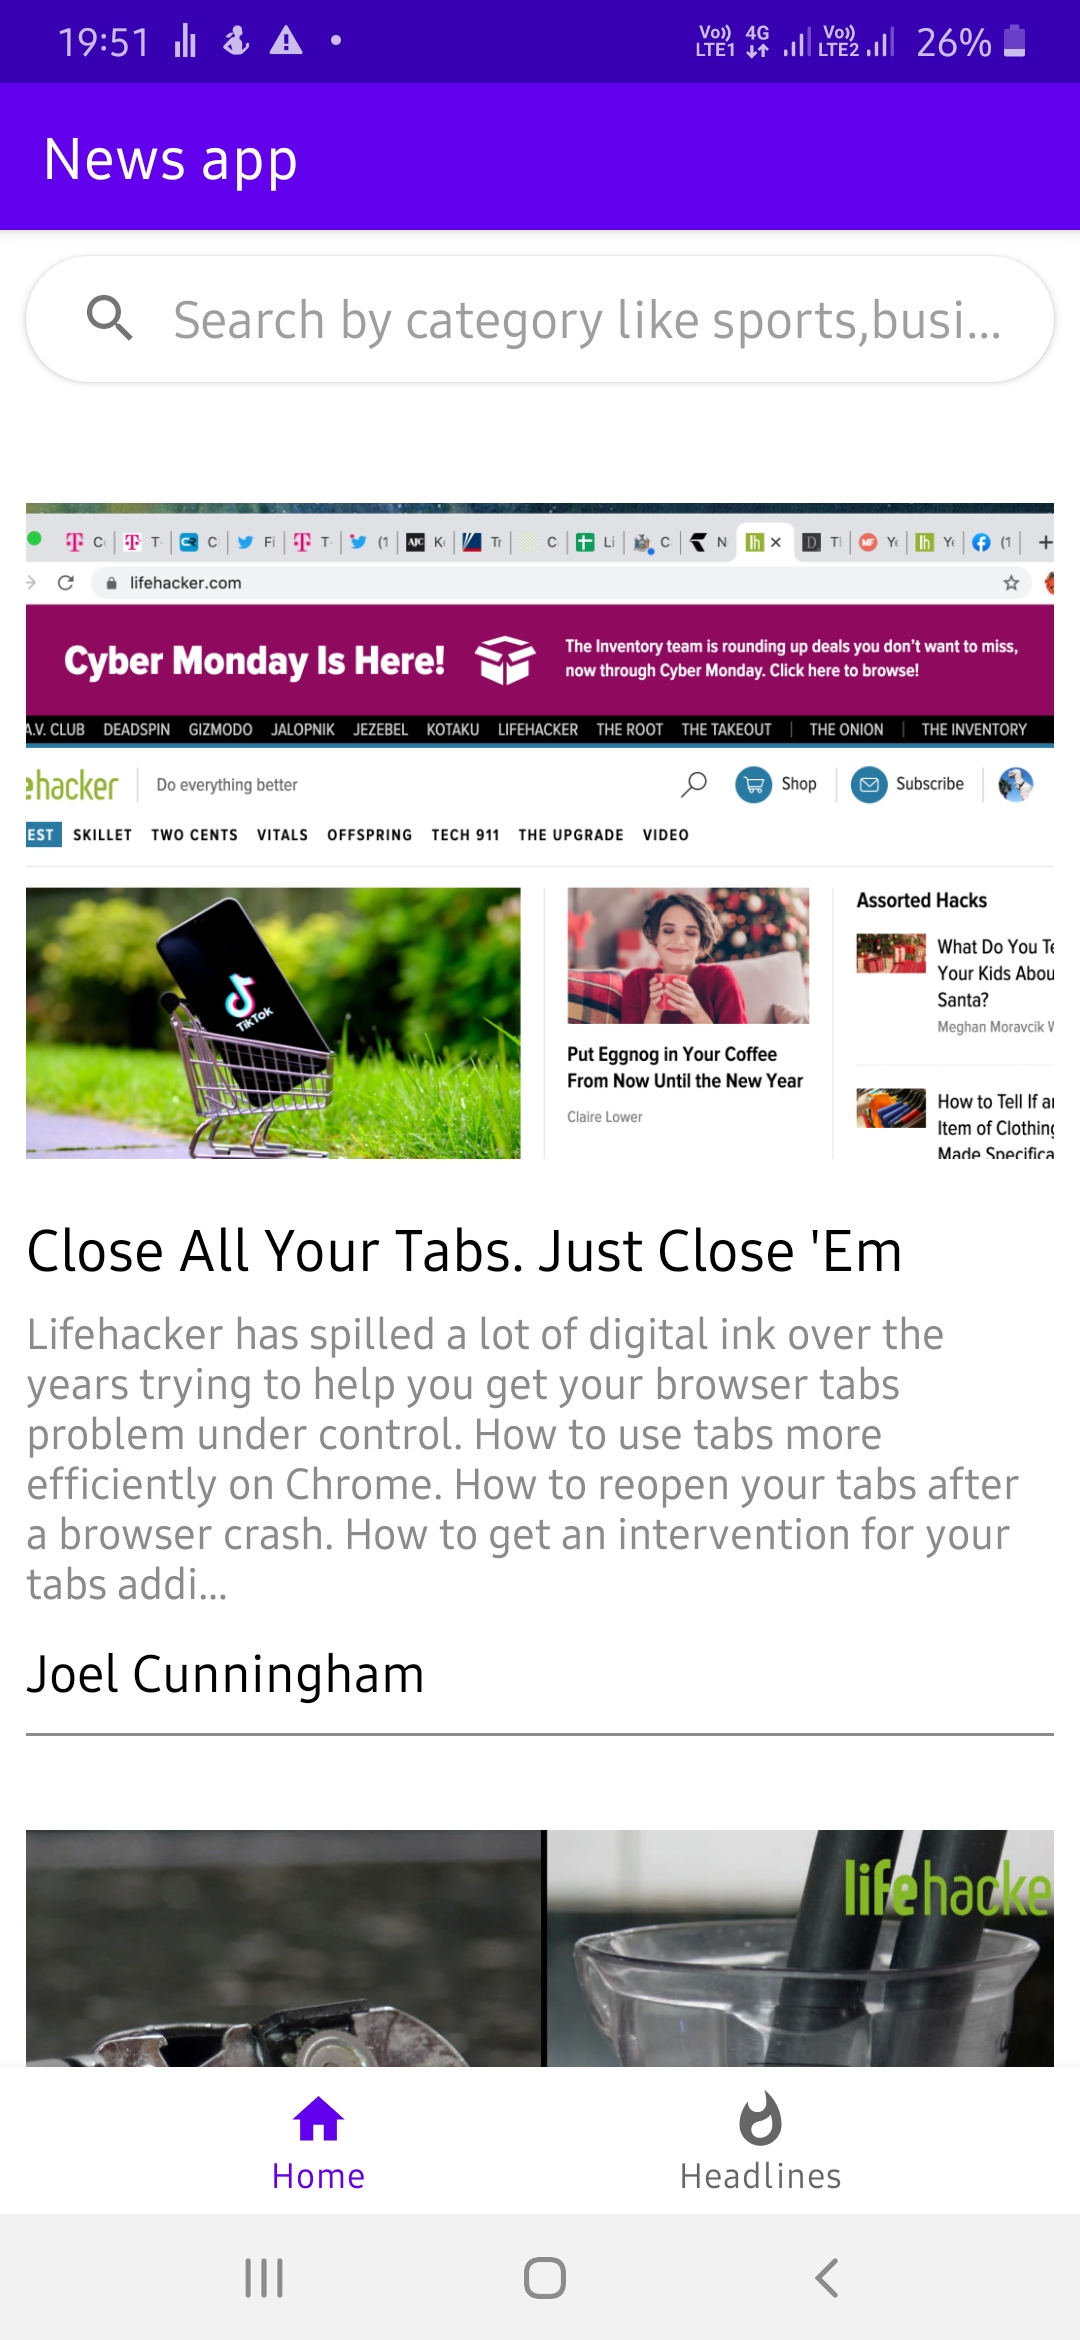 19:51
Vo)) LTE1 4G Vo)) LTE2 26%
News app
Search by category like sports,busi...
lifehacker.com
Cyber Monday Is Here!
The Inventory team is rounding up deals you don't want to miss,
now through Cyber Monday. Click here to browse!
A.V. CLUB DEADSPIN GIZMODO JALOPNIK JEZEBEL KOTAKU LIFEHACKER THE ROOT THE TAKEOUT THE ONION THE INVENTORY
ehacker Do everything better Shop Subscribe
EST SKILLET TWO CENTS VITALS OFFSPRING TECH 911 THE UPGRADE VIDEO
TikTok
Put Eggnog in Your Coffee
From Now Until the New Year
Claire Lower
Assorted Hacks
What Do You Te
Your Kids Abou
Santa?
Meghan Moravcik W
How to Tell If an
Item of Clothing
Made Specifica
Close All Your Tabs. Just Close 'Em
Lifehacker has spilled a lot of digital ink over the
years trying to help you get your browser tabs
problem under control. How to use tabs more
efficiently on Chrome. How to reopen your tabs after
a browser crash. How to get an intervention for your
tabs addi...
Joel Cunningham
lifehacke
Home
Headlines